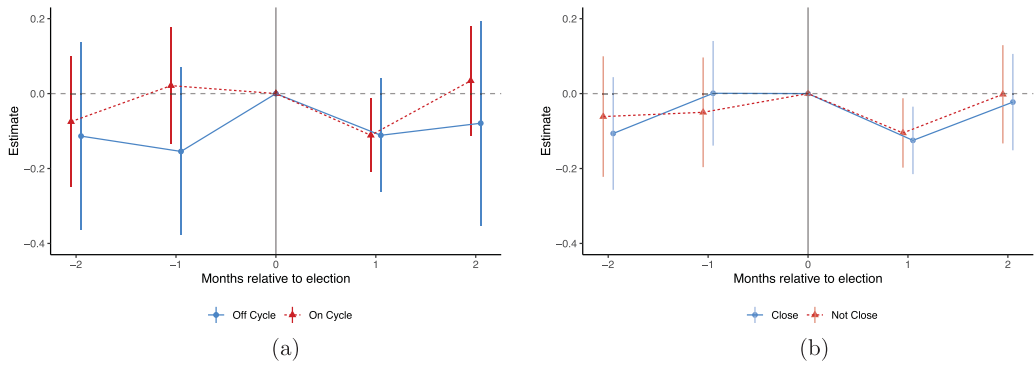 0.2
0.0
−0.2
−0.4
Estimate
−2
−1
0
1
2
Months relative to election
Off Cycle
On Cycle
(a)
0.2
0.0
−0.2
−0.4
Estimate
−2
−1
0
1
2
Months relative to election
Close
Not Close
(b)